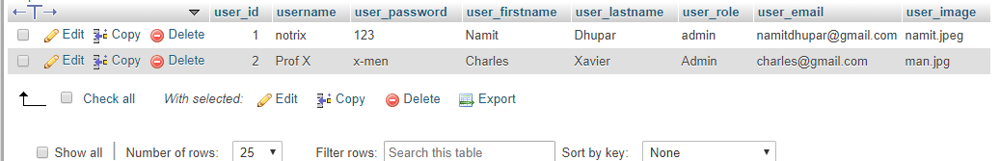 user_id username user_password user_firstname user_lastname user_role user_email user_image
Edit Copy Delete 1 notrix 123 Namit Dhupar admin namitdhupar@gmail.com namit.jpeg
Edit Copy Delete 2 Prof X x-men Charles Xavier Admin charles@gmail.com man.jpg
Check all With selected: Edit Copy Delete Export
Show all Number of rows: 25 Filter rows: Search this table Sort by key: None